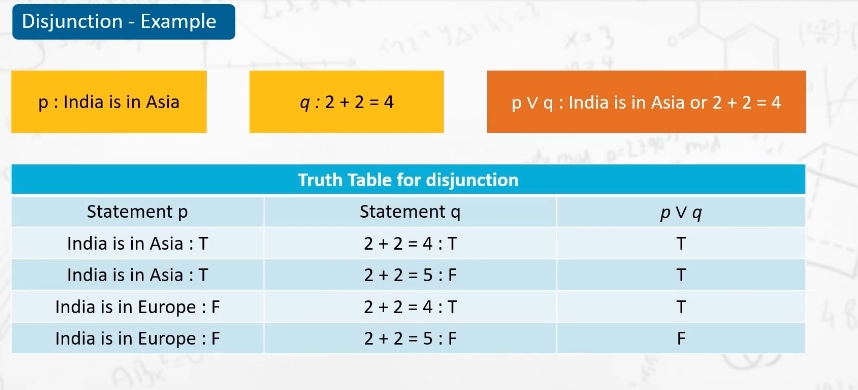 Disjunction - Example
p : India is in Asia
q : 2 + 2 = 4
p V q : India is in Asia or 2 + 2 = 4
Truth Table for disjunction
Statement p Statement q p V q
India is in Asia : T 2 + 2 = 4 : T T
India is in Asia : T 2 + 2 = 5 : F T
India is in Europe : F 2 + 2 = 4 : T T
India is in Europe : F 2 + 2 = 5 : F F